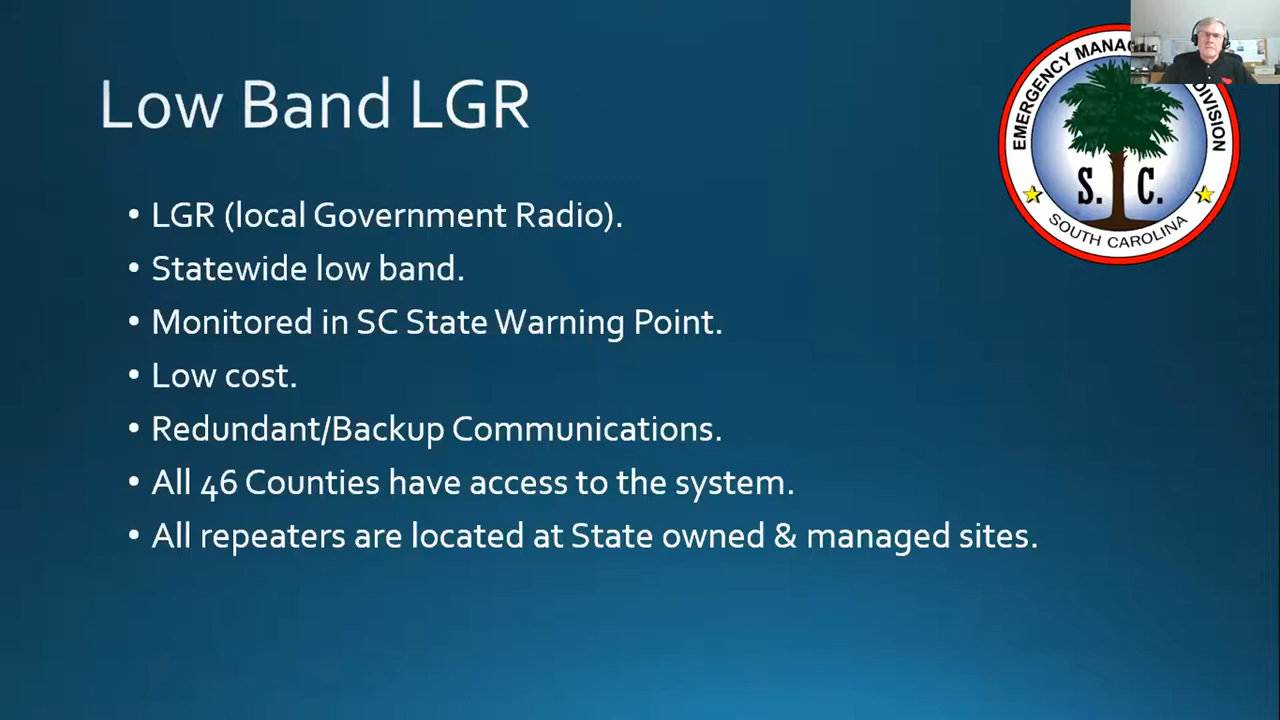 Low Band LGR
• LGR (local Government Radio).
• Statewide low band.
• Monitored in SC State Warning Point.
• Low cost.
• Redundant/Backup Communications.
• All 46 Counties have access to the system.
• All repeaters are located at State owned & managed sites.
EMERGENCY DIVISION
S. C.
SOUTH CAROLINA